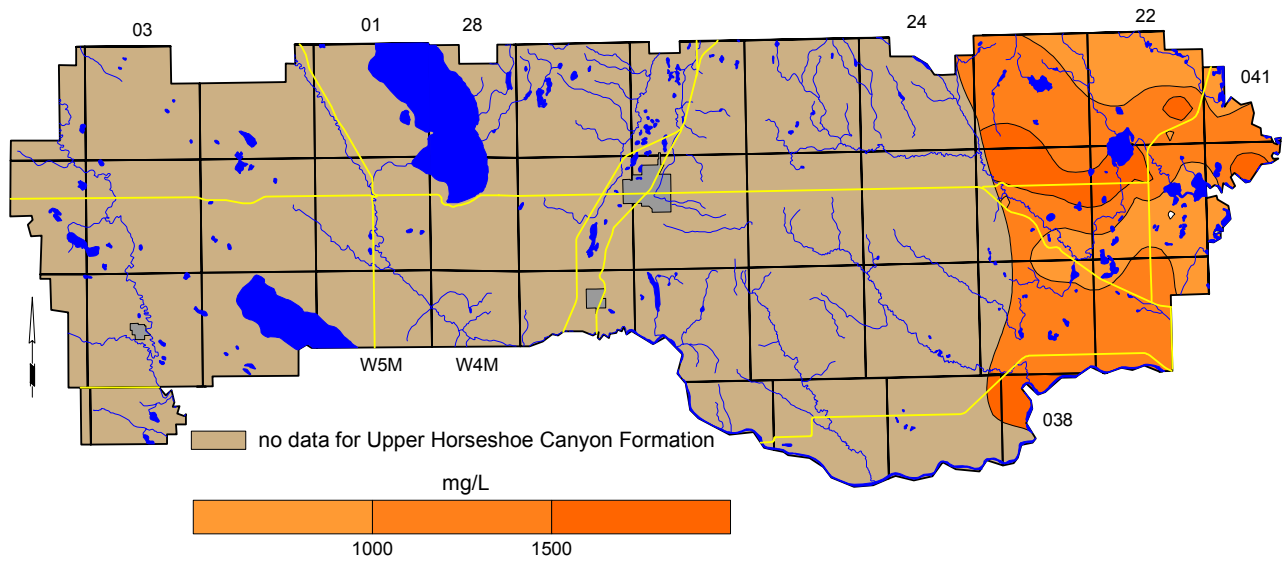 03 01 28 24 22
041
W5M W4M
038
no data for Upper Horseshoe Canyon Formation
mg/L
1000 1500